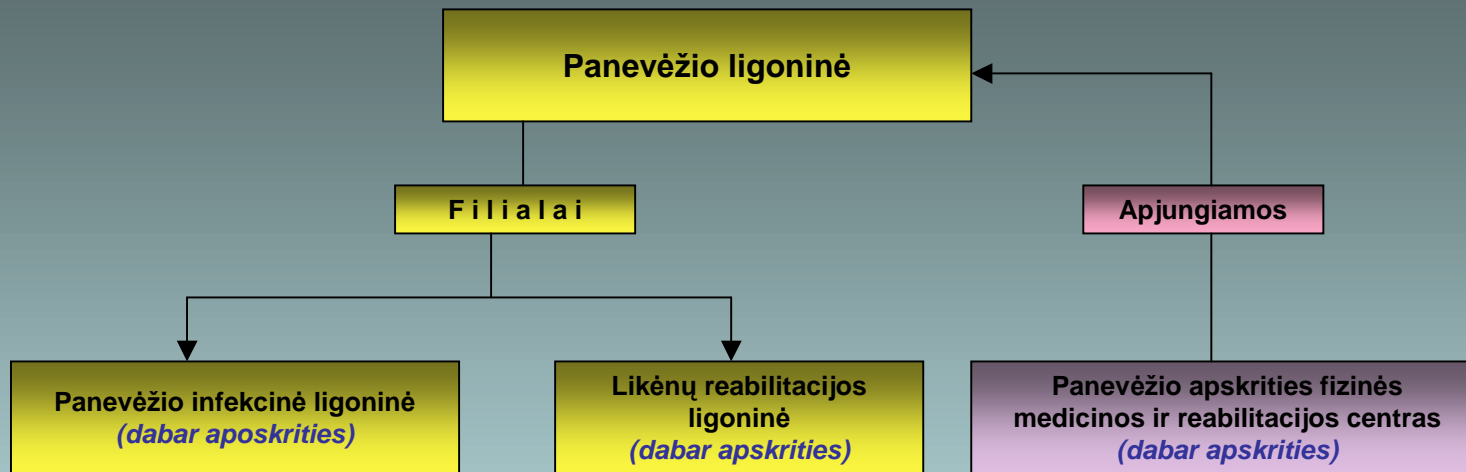 Panevėžio ligoninė
F i l i a l a i
Apjungiamos
Panevėžio infekcinė ligoninė
(dabar aposkrities)
Likėnų reabilitacijos
ligoninė
(dabar apskrities)
Panevėžio apskrities fizinės
medicinos ir reabilitacijos centras
(dabar apskrities)